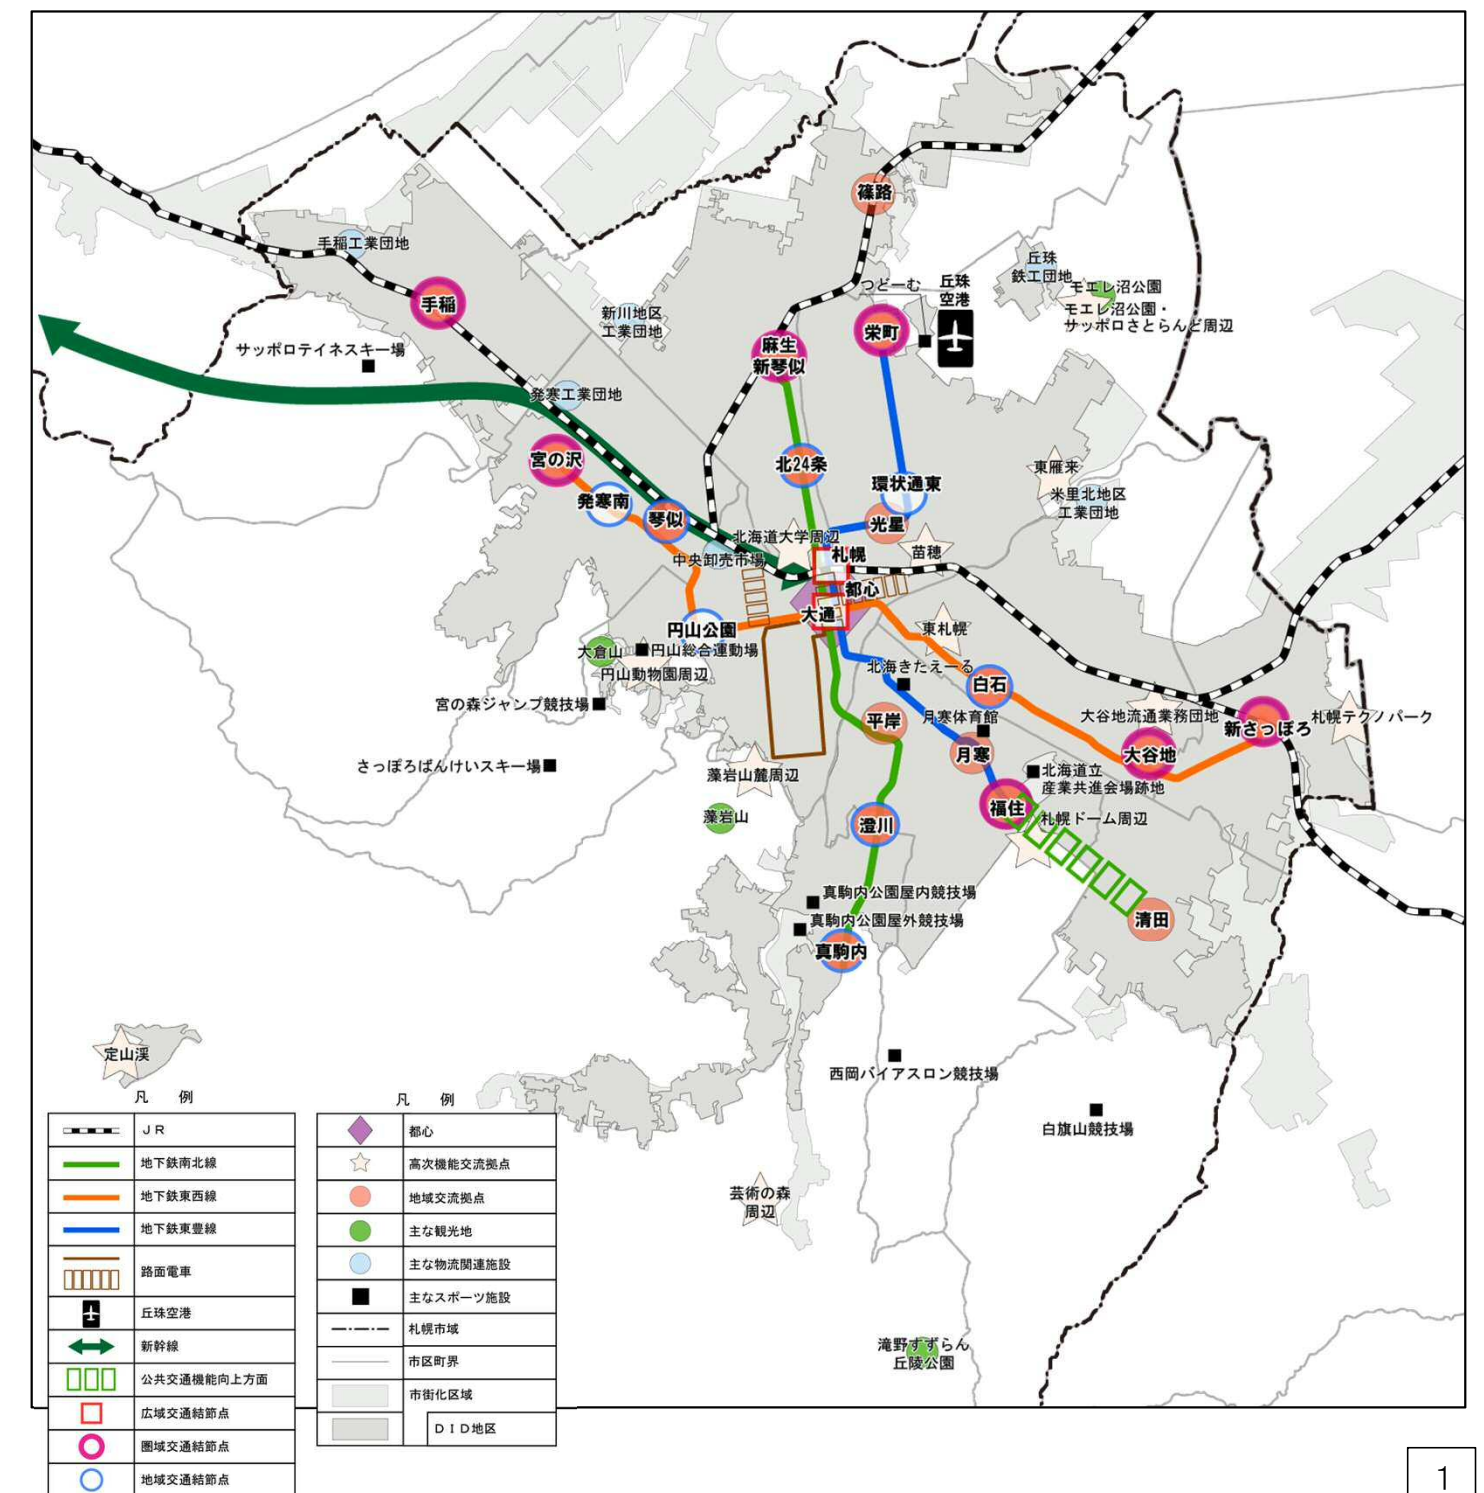 篠路
手稲工業団地
丘珠
鉄工団地
つどーむ
丘珠
空港
モエレ沼公園
モエレ沼公園・
サッポロさとらんど周辺
手稲
新川地区
工業団地
栄町
麻生
新琴似
サッポロテイネスキー場
発寒工業団地
宮の沢
北24条
東雁来
環状通東
米里北地区
工業団地
発寒南
琴似
光星
北海道大学周辺
苗穂
札幌
中央卸売市場
都心
大通
円山公園
東札幌
大倉山
円山総合運動場
円山動物園周辺
北海きたえーる
白石
宮の森ジャンプ競技場
平岸
月寒体育館
大谷地流通業務団地
新さっぽろ
札幌テクノパーク
月寒
大谷地
さっぽろばんけいスキー場
藻岩山麓周辺
北海道立
産業共進会場跡地
福住
札幌ドーム周辺
藻岩山
澄川
真駒内公園屋内競技場
真駒内公園屋外競技場
清田
真駒内
定山渓
西岡バイアスロン競技場
白旗山競技場
芸術の森
周辺
滝野すずらん
丘陵公園
凡　例
ＪＲ
地下鉄南北線
地下鉄東西線
地下鉄東豊線
路面電車
丘珠空港
新幹線
公共交通機能向上方面
広域交通結節点
圏域交通結節点
地域交通結節点
凡　例
都心
高次機能交流拠点
地域交流拠点
主な観光地
主な物流関連施設
主なスポーツ施設
札幌市域
市区町界
市街化区域
ＤＩＤ地区
1